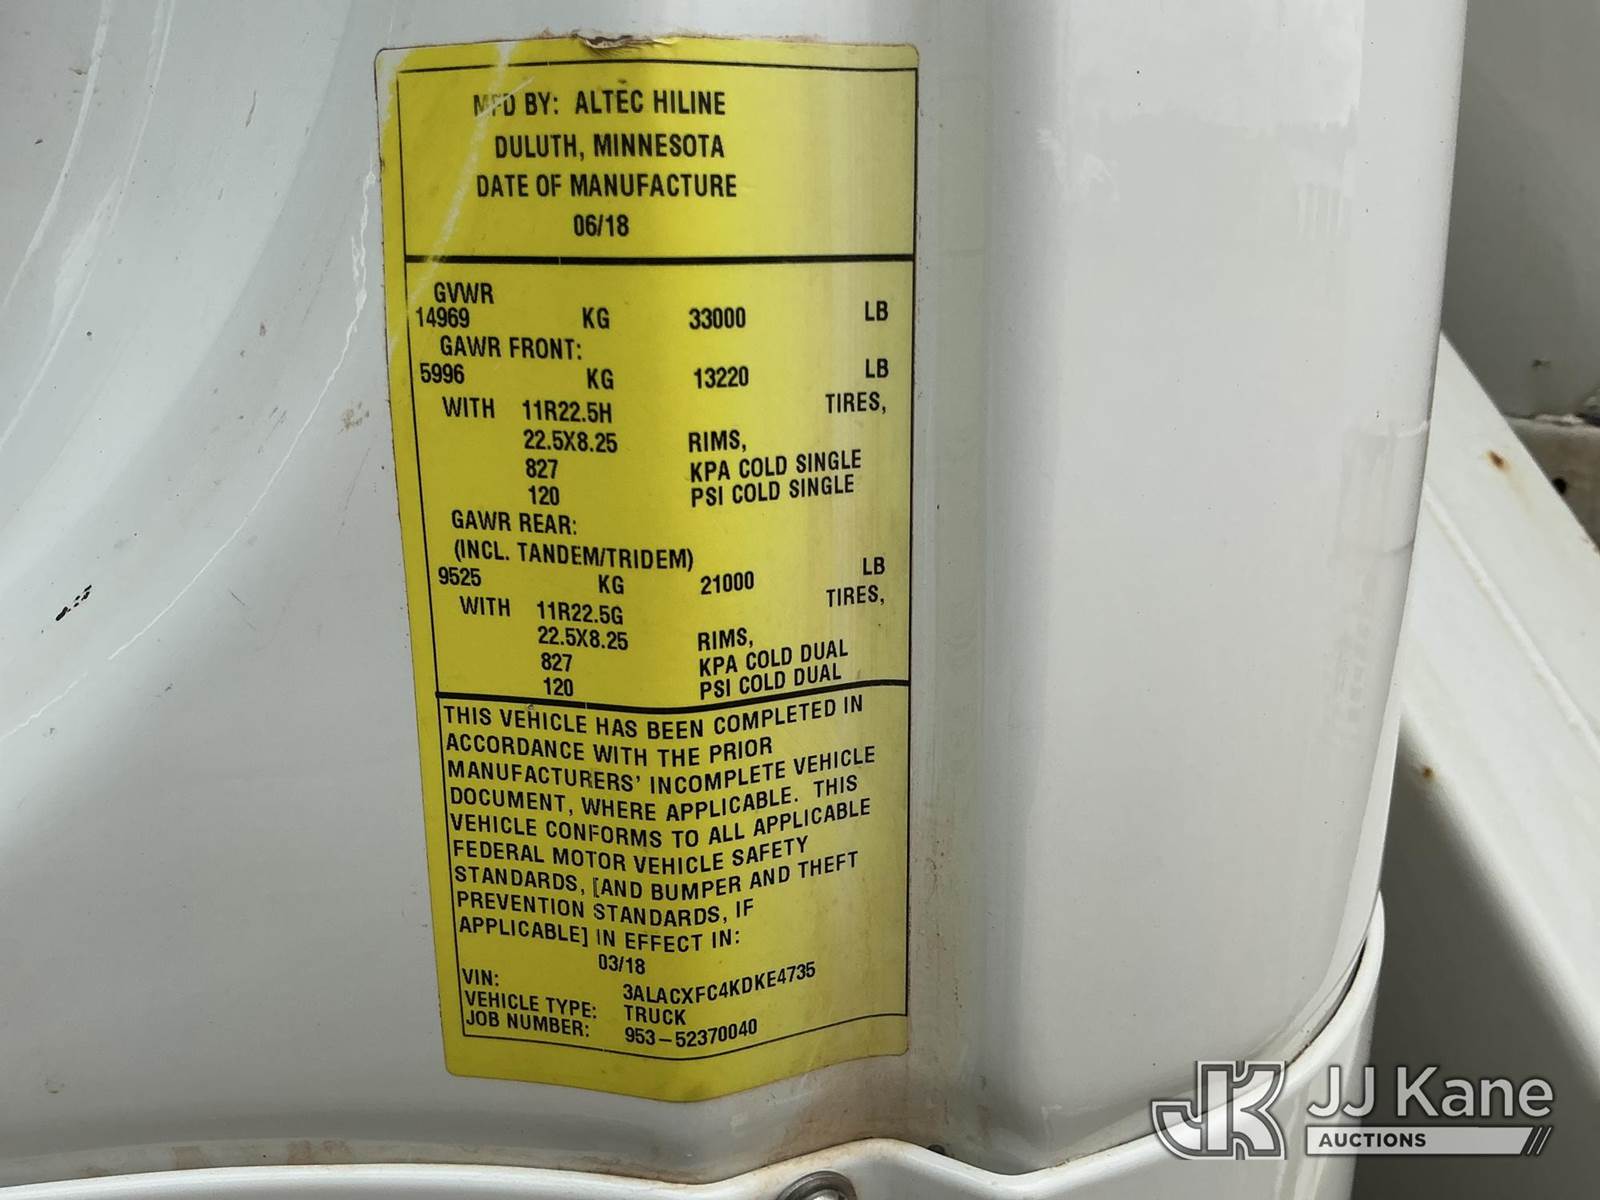 MFD BY: ALTEC HILINE
DULUTH, MINNESOTA
DATE OF MANUFACTURE
06/18
GVWR
14969 KG 33000 LB
GAWR FRONT:
5996 KG 13220 LB
WITH 11R22.5H TIRES,
22.5X8.25 RIMS,
827 KPA COLD SINGLE
120 PSI COLD SINGLE
GAWR REAR:
(INCL. TANDEM/TRIDEM)
9525 KG 21000 LB
WITH 11R22.5G TIRES,
22.5X8.25 RIMS,
827 KPA COLD DUAL
120 PSI COLD DUAL
THIS VEHICLE HAS BEEN COMPLETED IN
ACCORDANCE WITH THE PRIOR
MANUFACTURERS' INCOMPLETE VEHICLE
DOCUMENT, WHERE APPLICABLE. THIS
VEHICLE CONFORMS TO ALL APPLICABLE
FEDERAL MOTOR VEHICLE SAFETY
STANDARDS, [AND BUMPER AND THEFT
PREVENTION STANDARDS, IF
APPLICABLE] IN EFFECT IN:
03/18
VIN: 3ALACXFC4KDKE4735
VEHICLE TYPE: TRUCK
JOB NUMBER: 953-52370040
JK JJ Kane
AUCTIONS